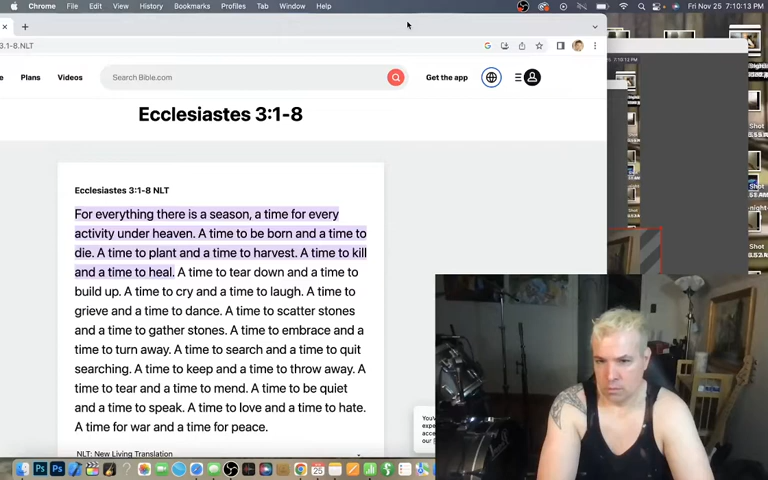 Chrome File Edit View History Bookmarks Profiles Tab Window Help Fri Nov 25 7:10:13 PM
3.1-8.NLT
Plans Videos Search Bible.com Get the app
Ecclesiastes 3:1-8
Ecclesiastes 3:1-8 NLT
For everything there is a season, a time for every
activity under heaven. A time to be born and a time to
die. A time to plant and a time to harvest. A time to kill
and a time to heal. A time to tear down and a time to
build up. A time to cry and a time to laugh. A time to
grieve and a time to dance. A time to scatter stones
and a time to gather stones. A time to embrace and a
time to turn away. A time to search and a time to quit
searching. A time to keep and a time to throw away. A
time to tear and a time to mend. A time to be quiet
and a time to speak. A time to love and a time to hate.
A time for war and a time for peace.
NLT: New Living Translation